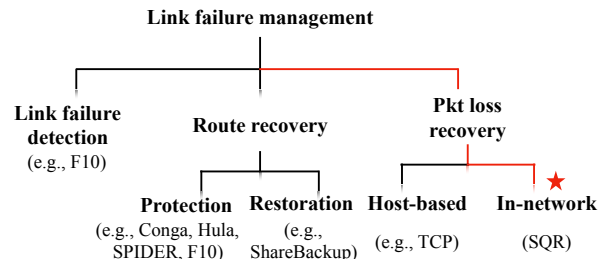 Link failure management
Link failure
detection
(e.g., F10)
Route recovery
Pkt loss
recovery
Protection
(e.g., Conga, Hula,
SPIDER, F10)
Restoration
(e.g.,
ShareBackup)
Host-based
(e.g., TCP)
In-network
(SQR)